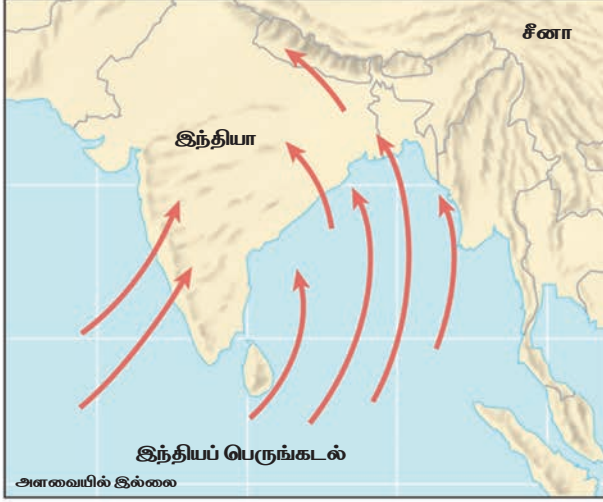 சீனா
இந்தியா
இந்தியப் பெருங்கடல்
அளவையில் இல்லை